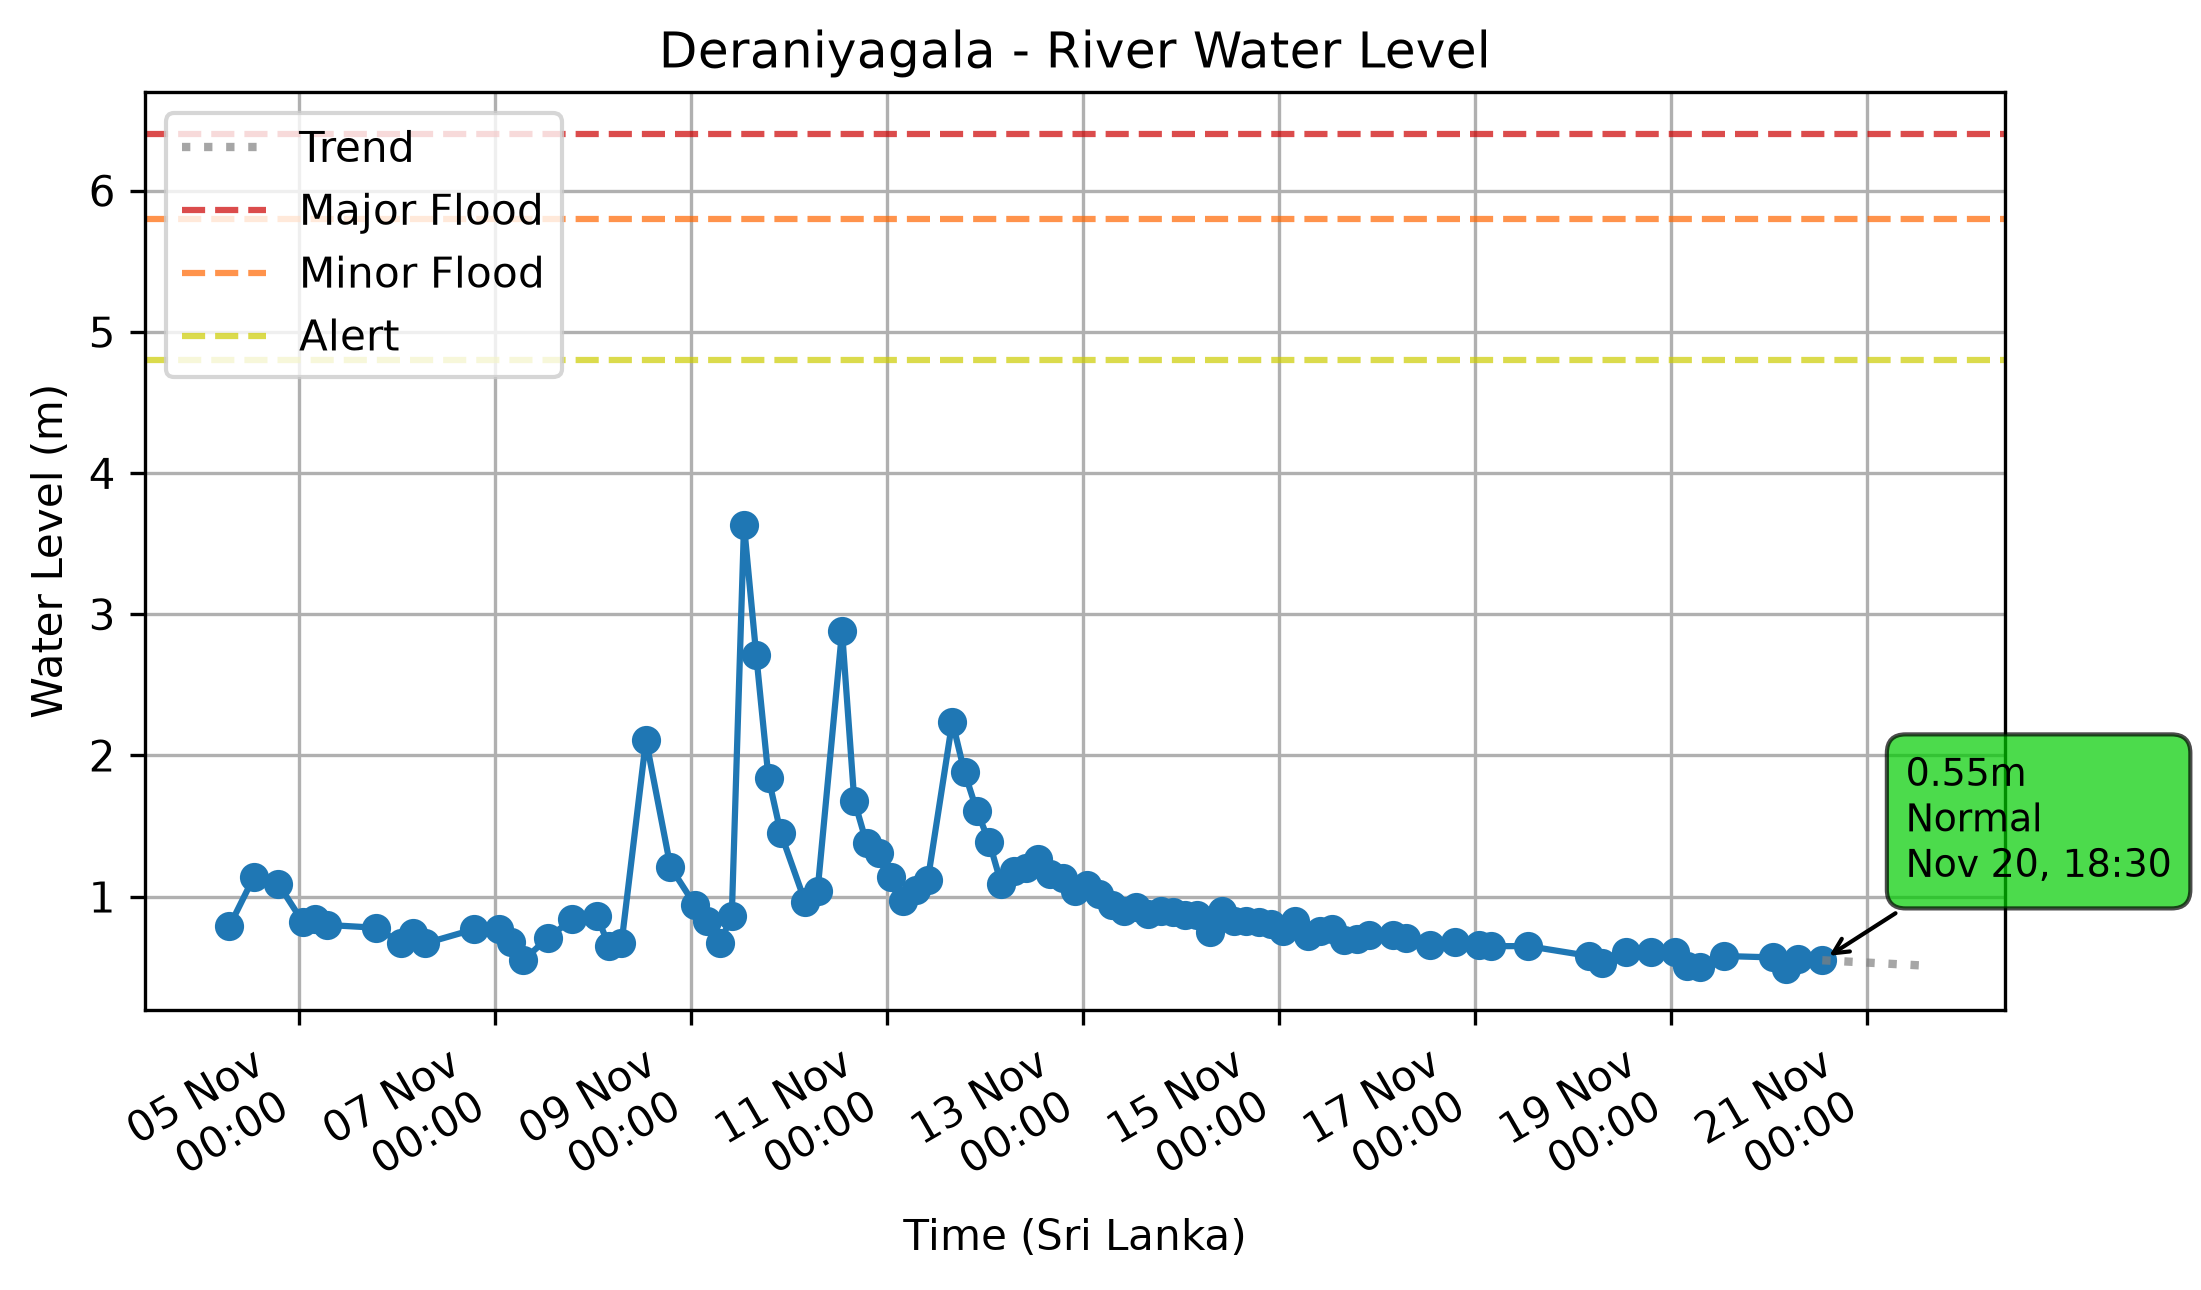 Deraniyagala - River Water Level
Trend
Major Flood
Minor Flood
Alert
Water Level (m)
6
5
4
3
2
1
0.55m
Normal
Nov 20, 18:30
05 Nov
00:00
07 Nov
00:00
09 Nov
00:00
11 Nov
00:00
13 Nov
00:00
15 Nov
00:00
17 Nov
00:00
19 Nov
00:00
21 Nov
00:00
Time (Sri Lanka)